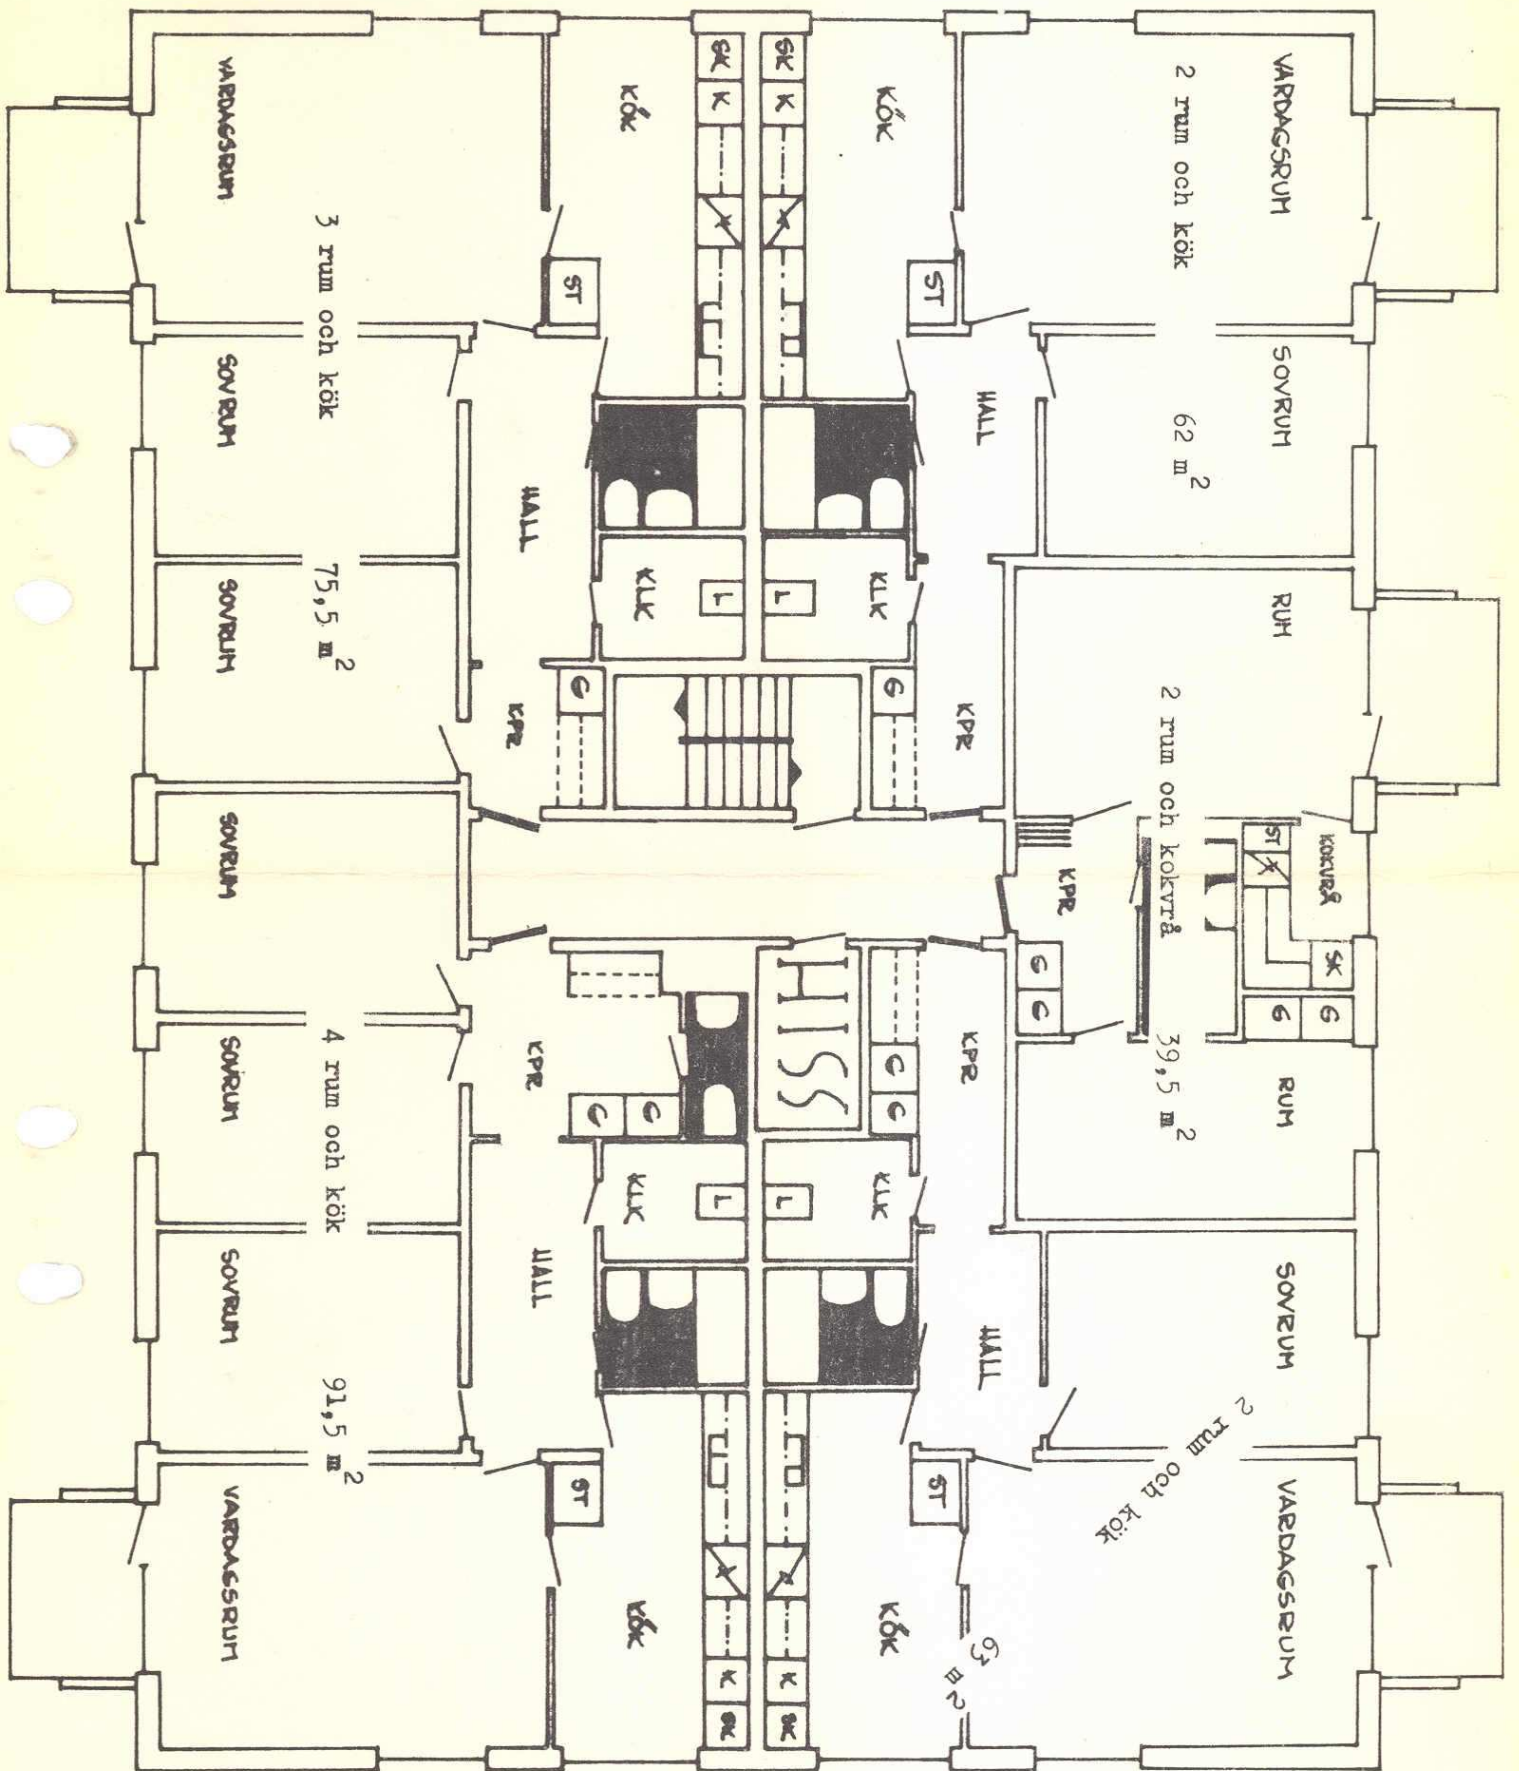 VARDAGSRUM
SOVRUM
RUM
KOKVRÅ
SK
ST
G
G
RUM
SOVRUM
VARDAGSRUM
2 rum och kök
62 m²
2 rum och kokvrå
39,5 m²
2 rum och kök
63 m²
KPR
G
G
HALL
KPR
KPR
HALL
ST
G
G
G
ST
KÖK
KLK
KLK
KÖK
SK
K
L
HISS
L
K
SK
SK
K
L
L
K
SK
KÖK
KLK
G
G
KLK
KÖK
ST
G
ST
HALL
KPR
KPR
HALL
3 rum och kök
75,5 m²
4 rum och kök
91,5 m²
VARDAGSRUM
SOVRUM
SOVRUM
SOVRUM
SOVRUM
SOVRUM
VARDAGSRUM